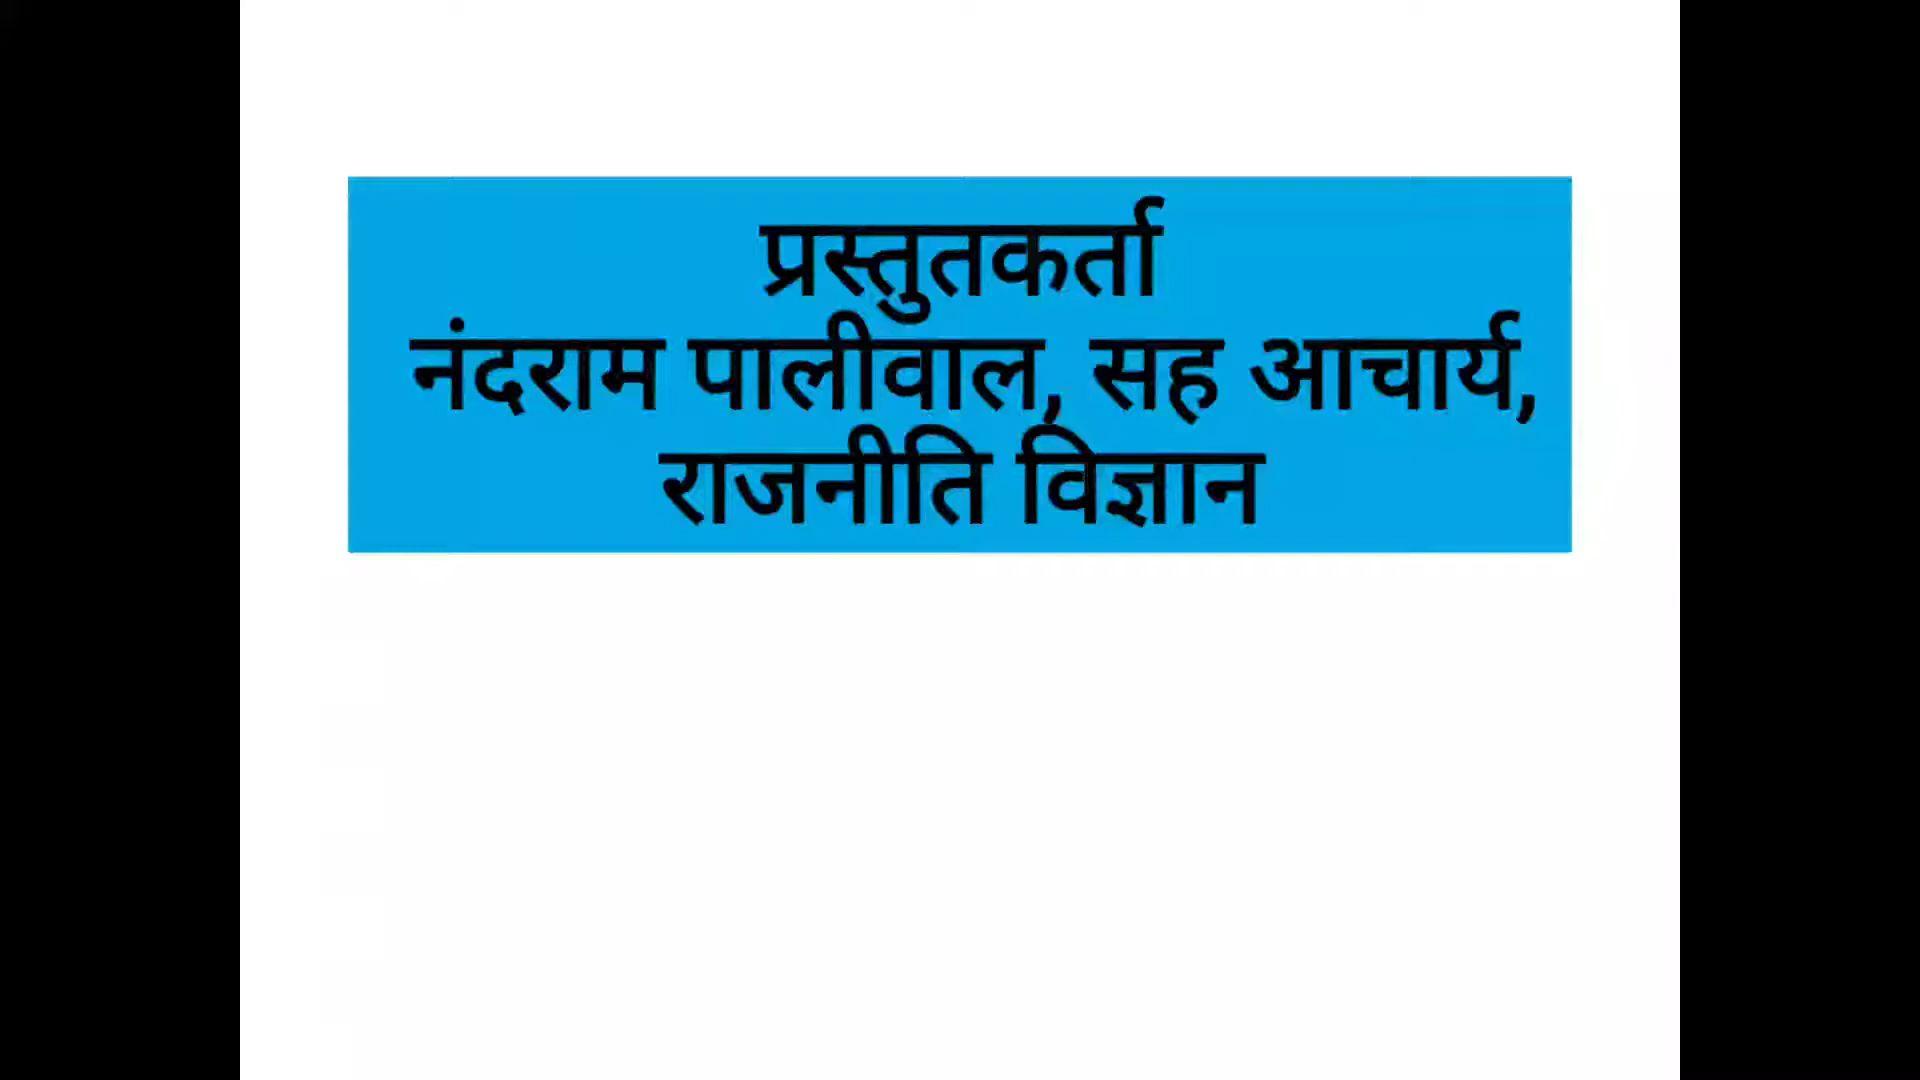 प्रस्तुतकर्ता
नंदराम पालीवाल, सह आचार्य,
राजनीति विज्ञान